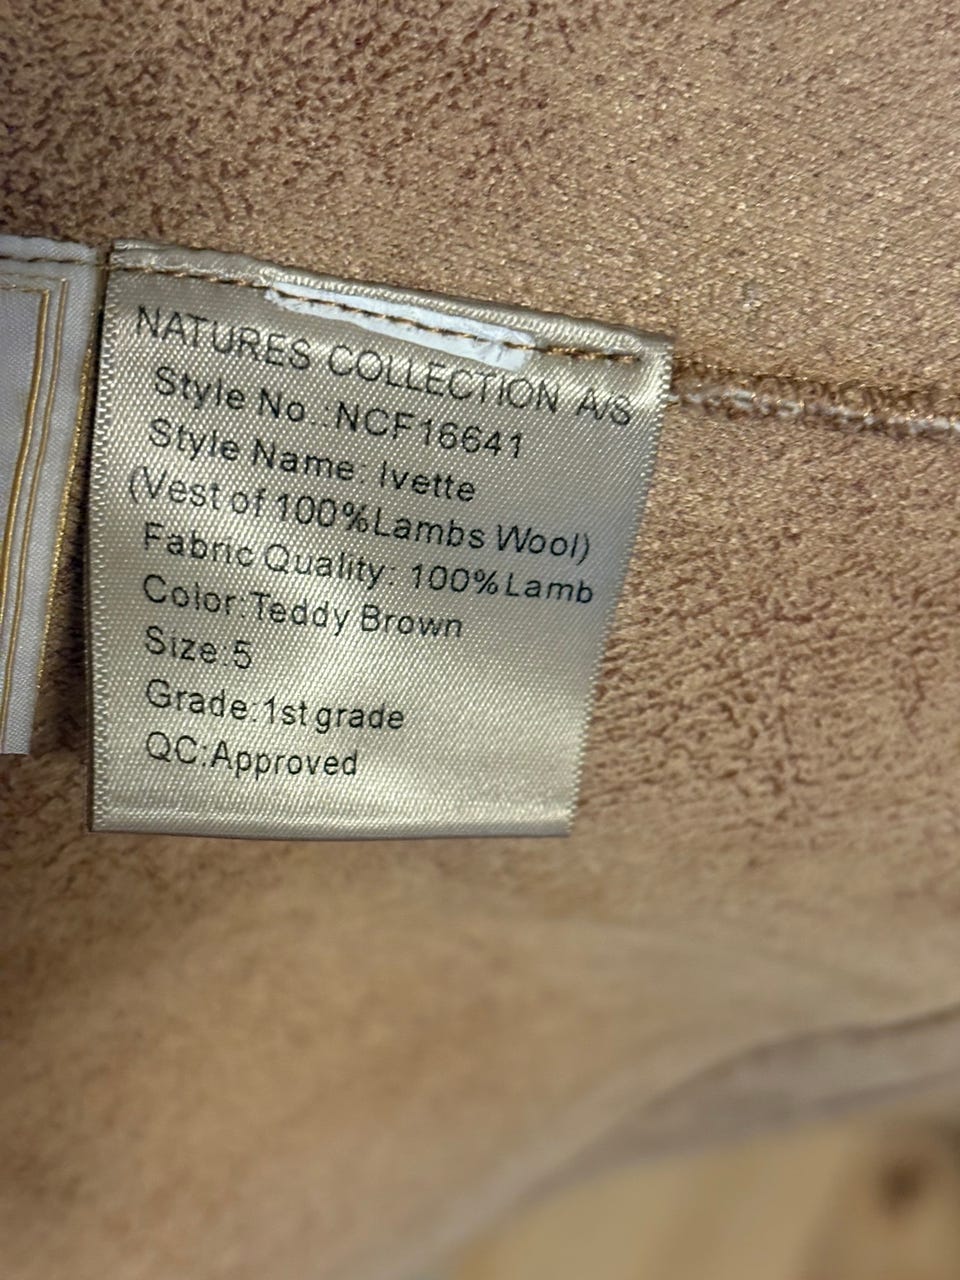 NATURES COLLECTION A/S
Style No.:NCF16641
Style Name: Ivette
(Vest of 100%Lambs Wool)
Fabric Quality: 100%Lamb
Color:Teddy Brown
Size:5
Grade:1st grade
QC:Approved